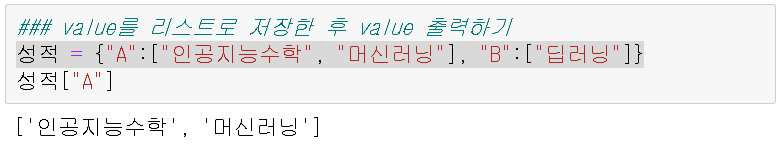 ### value를 리스트로 저장한 후 value 출력하기
성적 = {"A":["인공지능수학", "머신러닝"], "B":["딥러닝"]}
성적["A"]
['인공지능수학', '머신러닝']